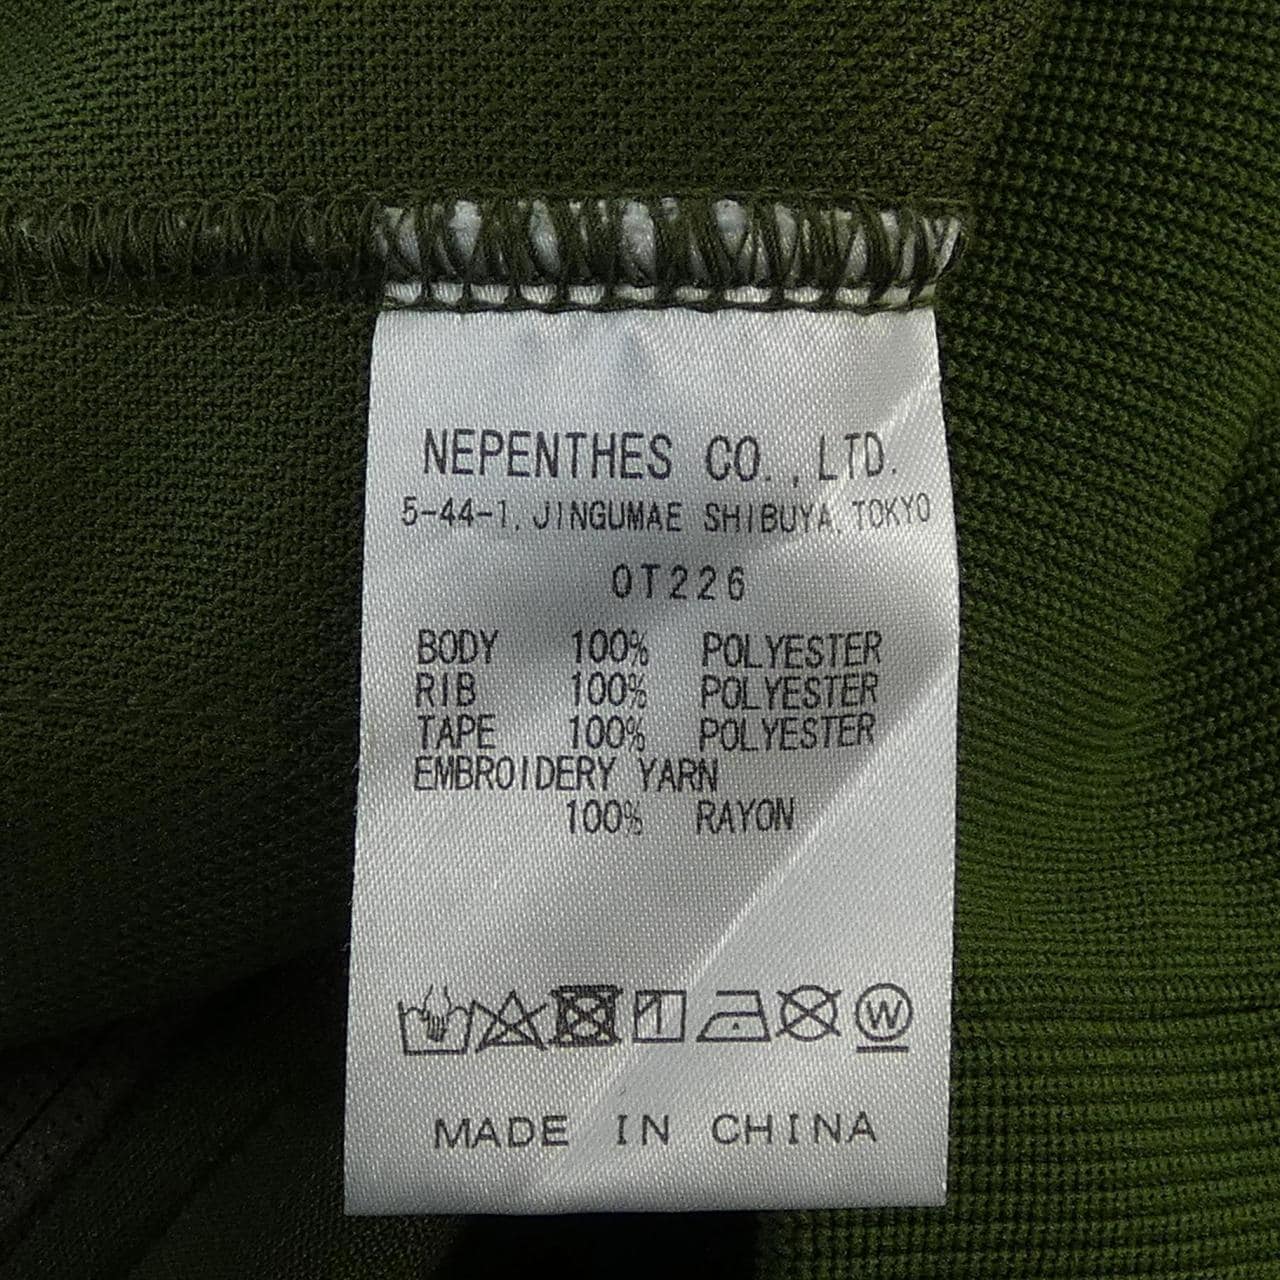 NEPENTHES CO., LTD.
5-44-1, JINGUMAE SHIBUYA, TOKYO
OT226
BODY 100% POLYESTER
RIB 100% POLYESTER
TAPE 100% POLYESTER
EMBROIDERY YARN
100% RAYON
W
MADE IN CHINA